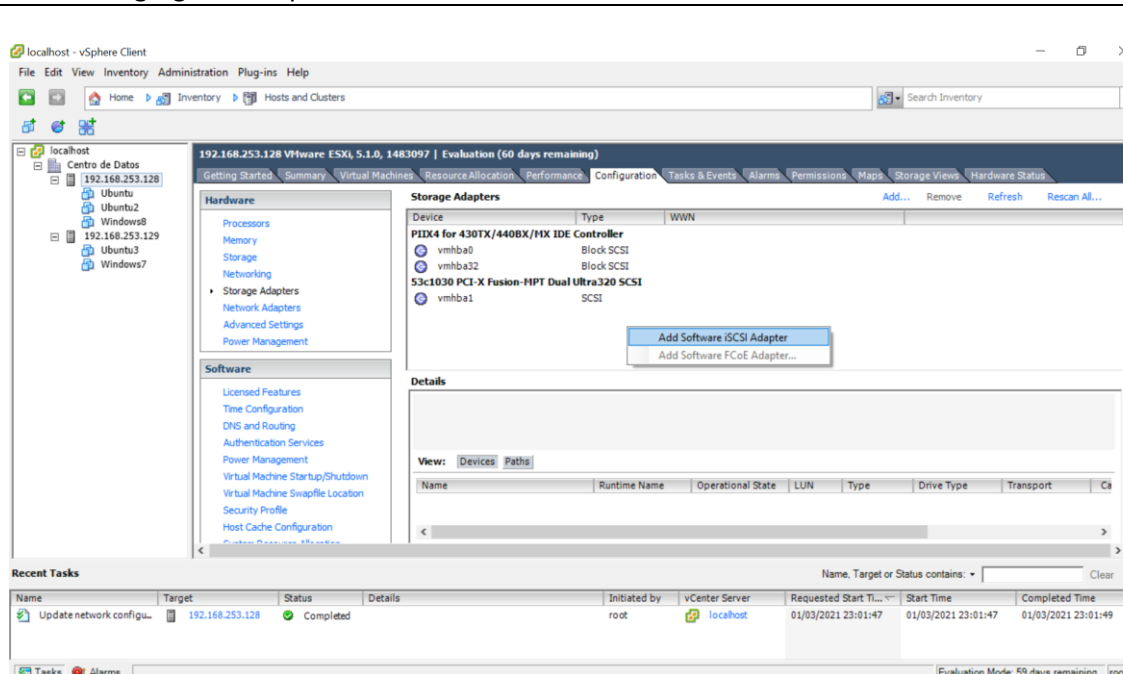 localhost - vSphere Client
File Edit View Inventory Administration Plug-ins Help
Home Inventory Hosts and Clusters
Search Inventory
localhost
Centro de Datos
192.168.253.128
Ubuntu
Ubuntu2
Windows8
192.168.253.129
Ubuntu3
Windows7
192.168.253.128 VMware ESXi, 5.1.0, 1483097 | Evaluation (60 days remaining)
Getting Started Summary Virtual Machines Resource Allocation Performance Configuration Tasks & Events Alarms Permissions Maps Storage Views Hardware Status
Hardware
Processors
Memory
Storage
Networking
Storage Adapters
Network Adapters
Advanced Settings
Power Management
Software
Licensed Features
Time Configuration
DNS and Routing
Authentication Services
Power Management
Virtual Machine Startup/Shutdown
Virtual Machine Swapfile Location
Security Profile
Host Cache Configuration
System Resource Allocation
Storage Adapters
Add... Remove Refresh Rescan All...
Device Type WWN
PIIX4 for 430TX/440BX/MX IDE Controller
vmhba0 Block SCSI
vmhba32 Block SCSI
53c1030 PCI-X Fusion-MPT Dual Ultra320 SCSI
vmhba1 SCSI
Add Software iSCSI Adapter
Add Software FCoE Adapter...
Details
View: Devices Paths
Name Runtime Name Operational State LUN Type Drive Type Transport Ca
Recent Tasks
Name, Target or Status contains: Clear
Name Target Status Details Initiated by vCenter Server Requested Start Ti... Start Time Completed Time
Update network configu... 192.168.253.128 Completed root localhost 01/03/2021 23:01:47 01/03/2021 23:01:47 01/03/2021 23:01:49
Tasks Alarms Evaluation Mode: 59 days remaining